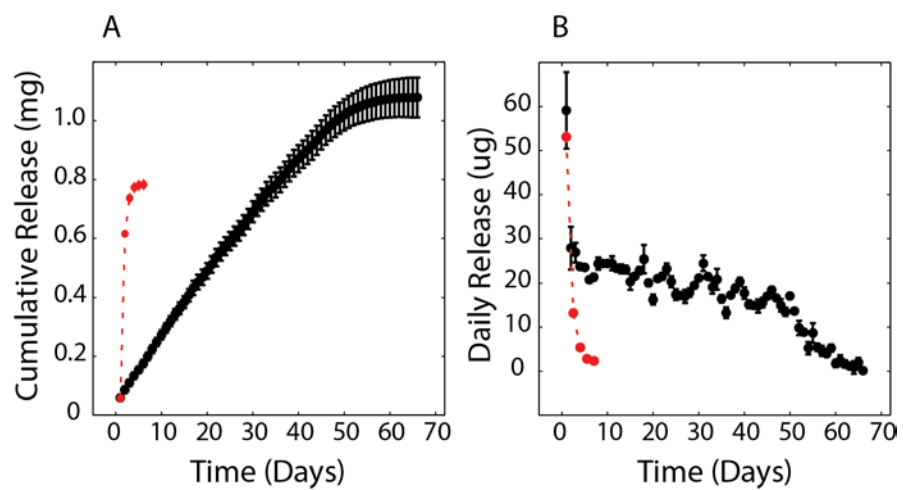 A
Cumulative Release (mg)
1.0
0.8
0.6
0.4
0.2
0
0 10 20 30 40 50 60 70
Time (Days)
B
Daily Release (ug)
60
50
40
30
20
10
0
0 10 20 30 40 50 60 70
Time (Days)